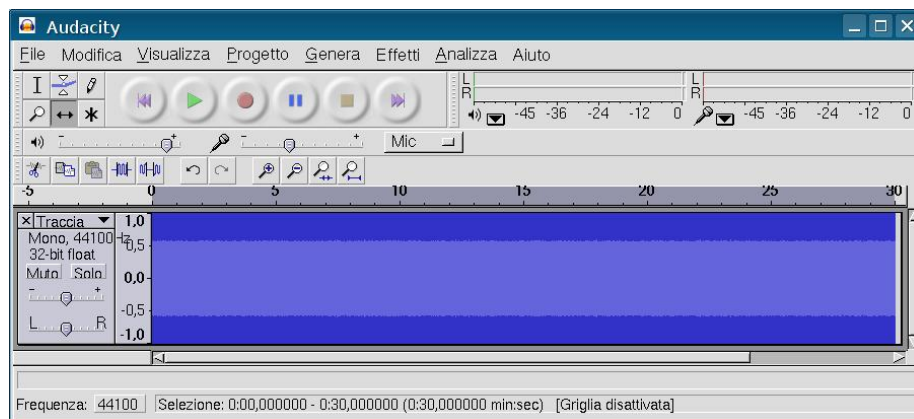 Audacity
File Modifica Visualizza Progetto Genera Effetti Analizza Aiuto
L
R
-45 -36 -24 -12 0
L
R
-45 -36 -24 -12 0
- +
- +
Mic
-5 0 5 10 15 20 25 30
Traccia
Mono, 44100 Hz
32-bit float
Muto Solo
- +
L R
1,0
0,5
0,0
-0,5
-1,0
Frequenza: 44100 Selezione: 0:00,000000 - 0:30,000000 (0:30,000000 min:sec) [Griglia disattivata]